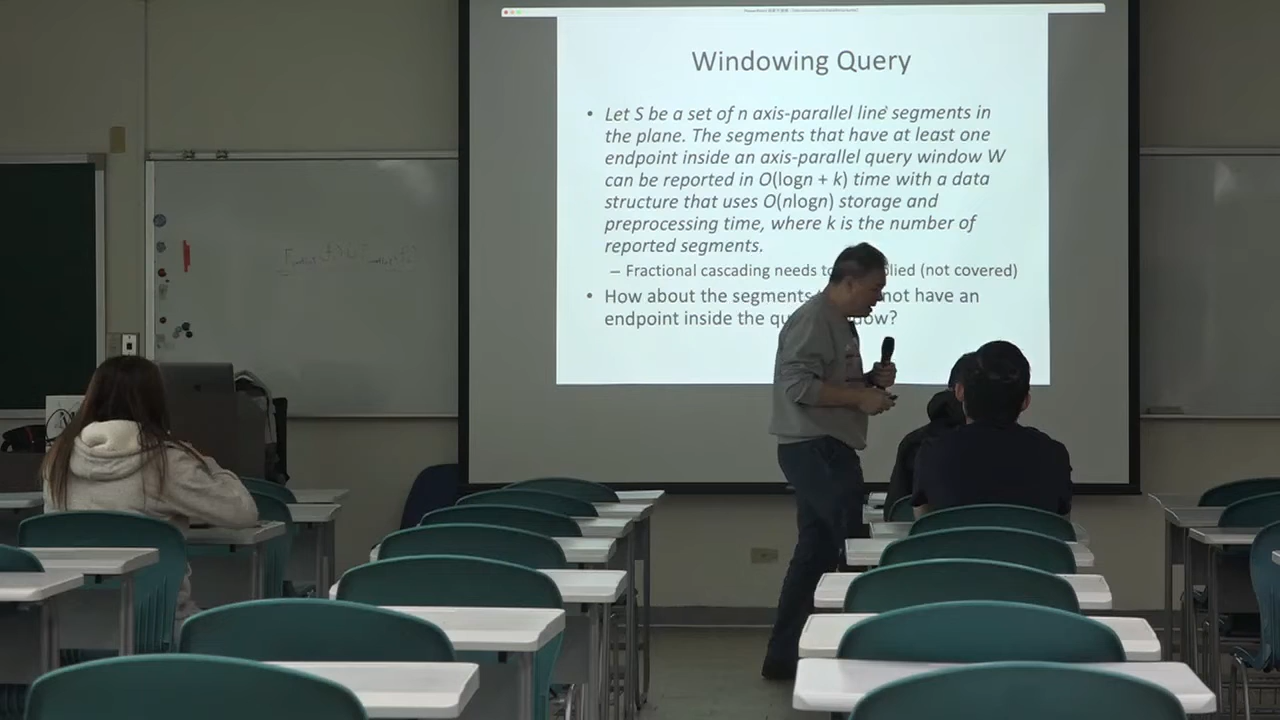 Windowing Query
• Let S be a set of n axis-parallel line segments in
the plane. The segments that have at least one
endpoint inside an axis-parallel query window W
can be reported in O(logn + k) time with a data
structure that uses O(nlogn) storage and
preprocessing time, where k is the number of
reported segments.
– Fractional cascading needs to lied (not covered)
• How about the segments not have an
endpoint inside the qu ow?